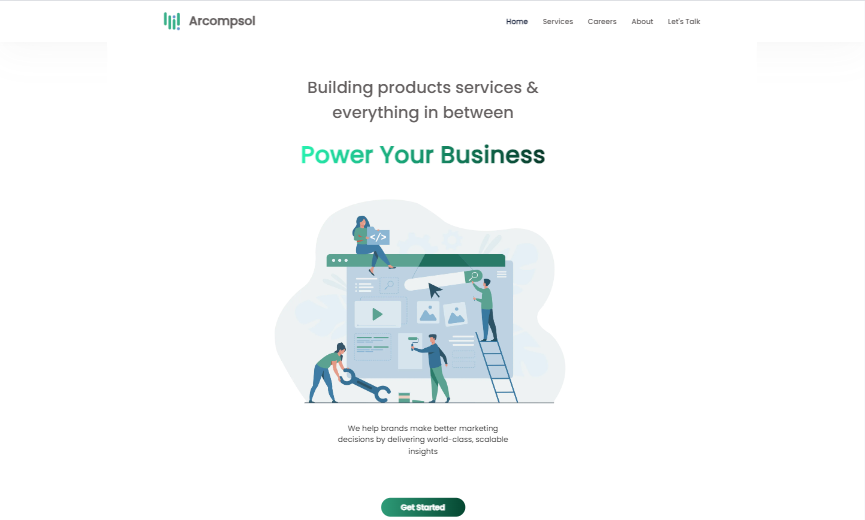 Arcompsol
Home Services Careers About Let's Talk
Building products services &
everything in between
Power Your Business
</>
We help brands make better marketing
decisions by delivering world-class, scalable
insights
Get Started